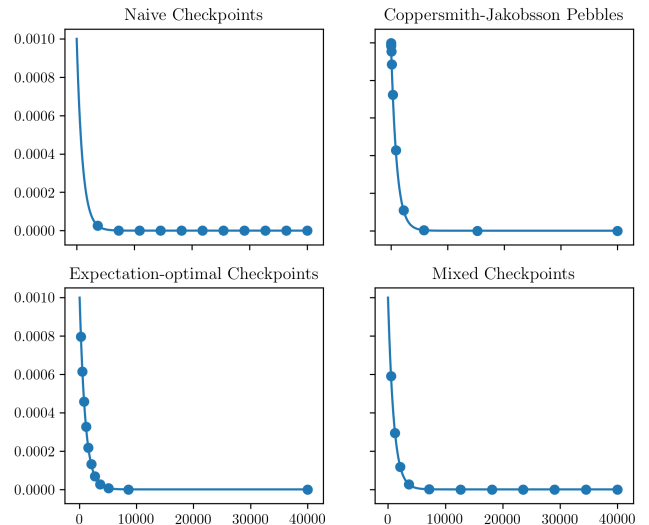 Naive Checkpoints
Coppersmith-Jakobsson Pebbles
0.0010
0.0008
0.0006
0.0004
0.0002
0.0000
Expectation-optimal Checkpoints
Mixed Checkpoints
0.0010
0.0008
0.0006
0.0004
0.0002
0.0000
0 10000 20000 30000 40000
0 10000 20000 30000 40000